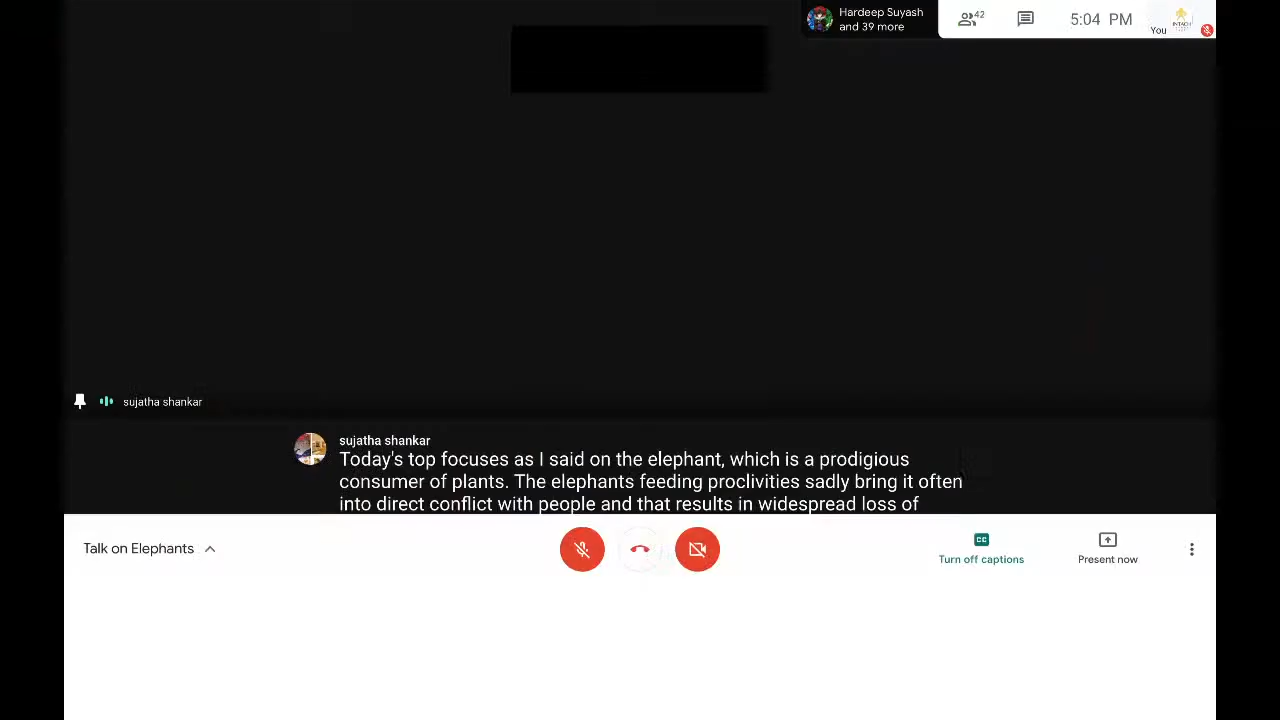 Hardeep Suyash
and 39 more
42
5:04 PM
You
INTACH
sujatha shankar
sujatha shankar
Today's top focuses as I said on the elephant, which is a prodigious
consumer of plants. The elephants feeding proclivities sadly bring it often
into direct conflict with people and that results in widespread loss of
Talk on Elephants
CC
Turn off captions
Present now